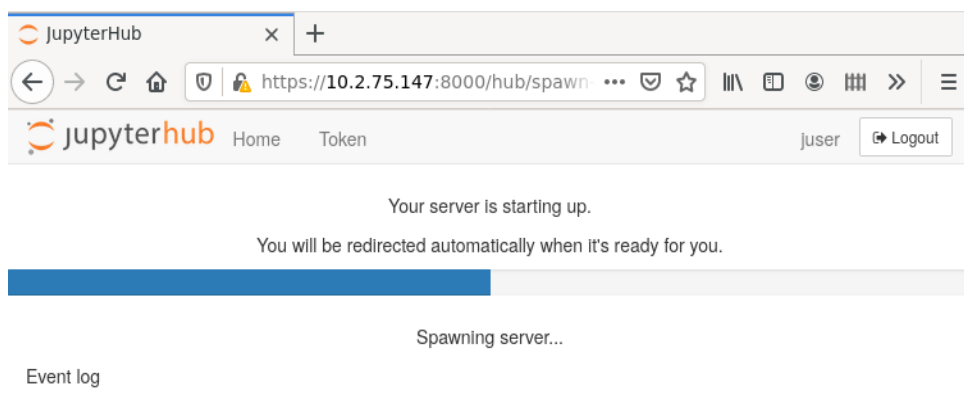 JupyterHub
https://10.2.75.147:8000/hub/spawn-
jupyterhub Home Token juser Logout
Your server is starting up.
You will be redirected automatically when it's ready for you.
Spawning server...
Event log